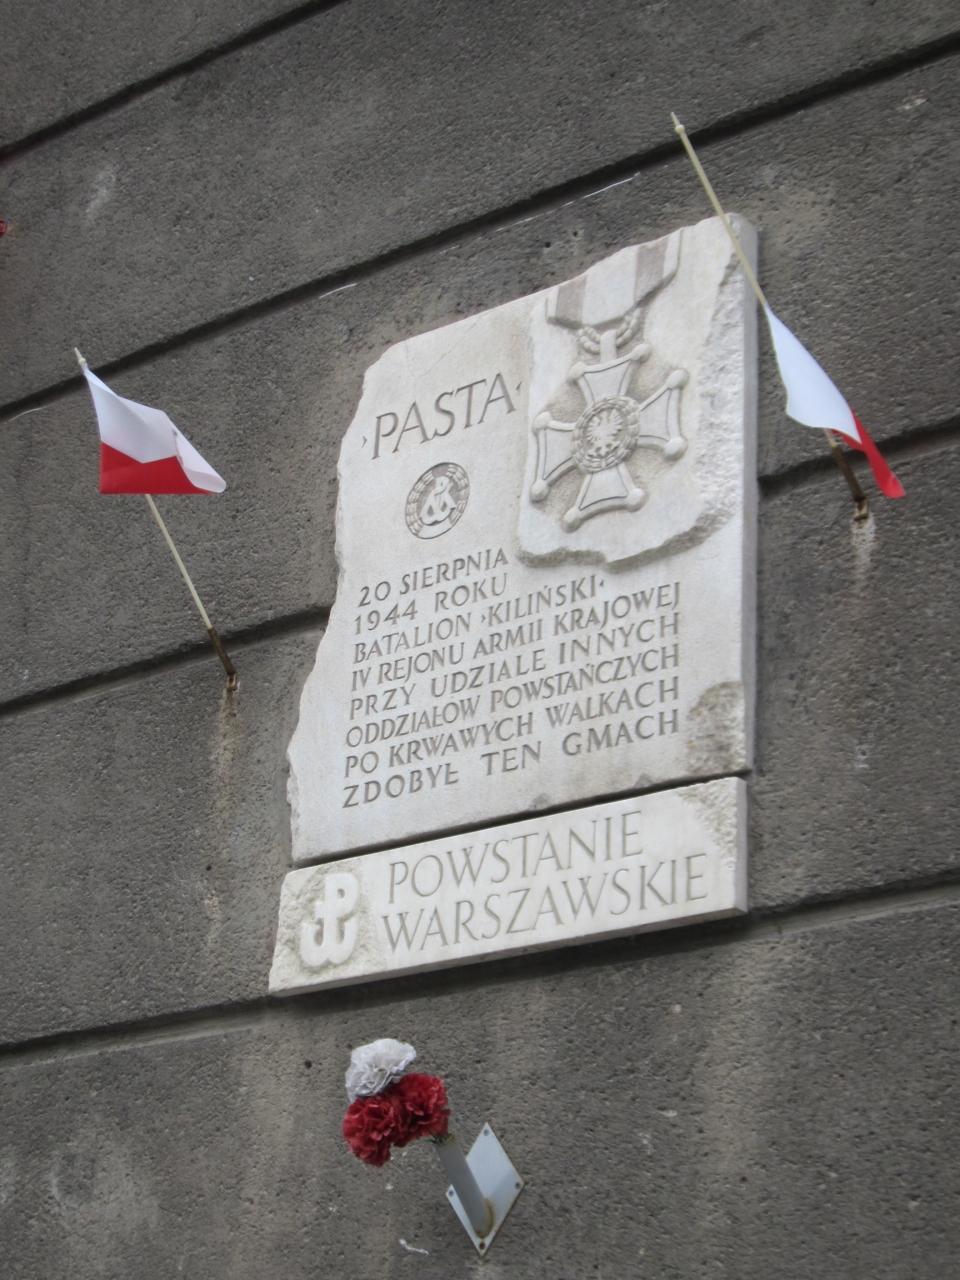 ›PASTA‹
20 SIERPNIA
1944 ROKU
BATALION ›KILIŃSKI‹
IV REJONU ARMII KRAJOWEJ
PRZY UDZIALE INNYCH
ODDZIAŁÓW POWSTAŃCZYCH
PO KRWAWYCH WALKACH
ZDOBYŁ TEN GMACH
POWSTANIE
WARSZAWSKIE